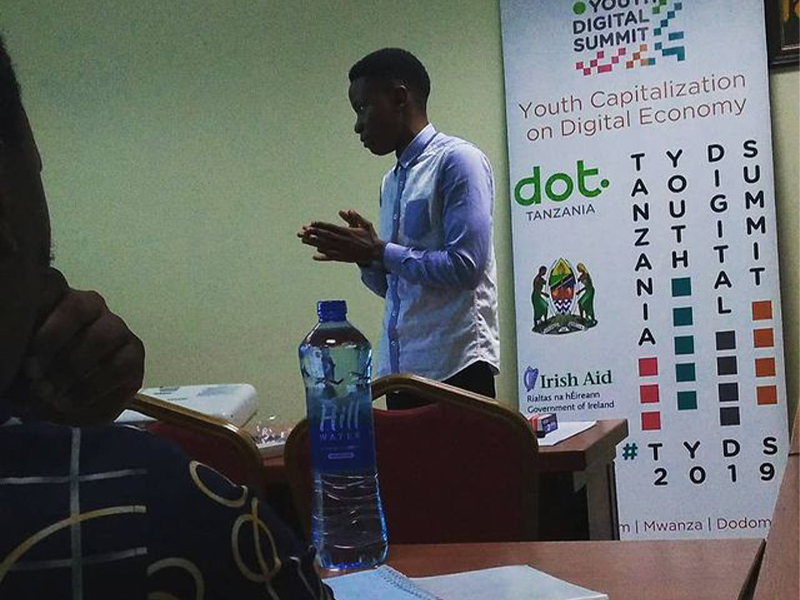 YOUTH
DIGITAL
SUMMIT
Youth Capitalization
on Digital Economy
dot.
TANZANIA
TANZANIA
YOUTH
DIGITAL
SUMMIT
Irish Aid
Rialtas na hÉireann
Government of Ireland
#TYDS
2019
m | Mwanza | Dodom
Hill
WATER